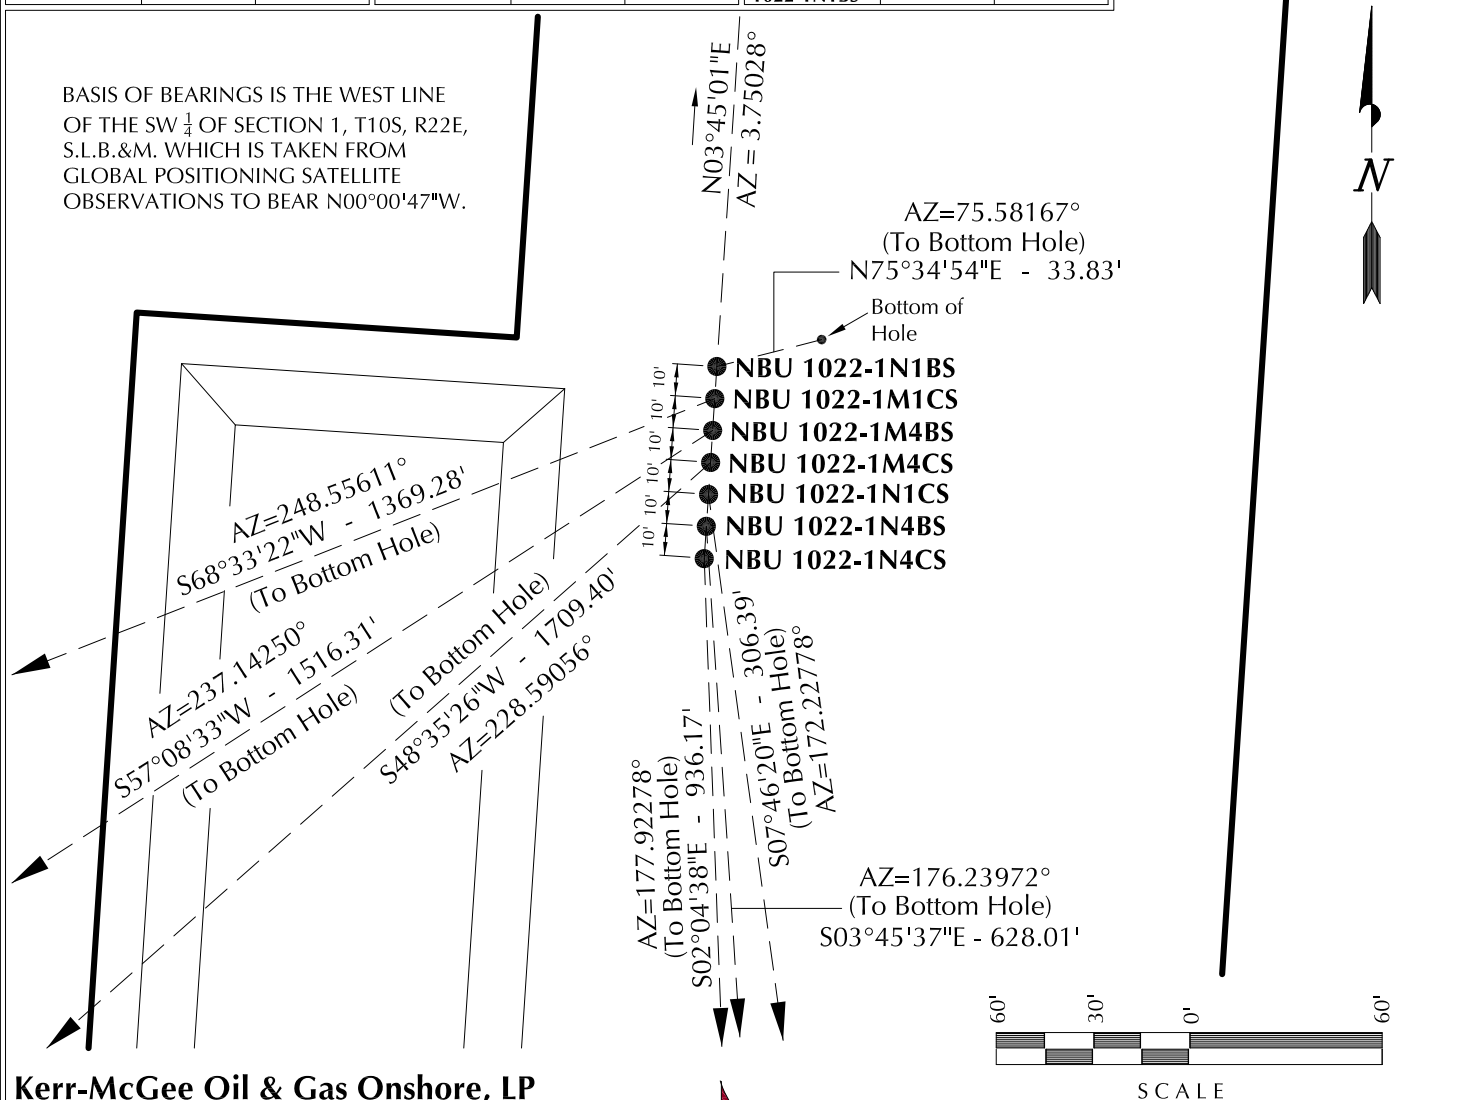 BASIS OF BEARINGS IS THE WEST LINE
OF THE SW 1/4 OF SECTION 1, T10S, R22E,
S.L.B.&M. WHICH IS TAKEN FROM
GLOBAL POSITIONING SATELLITE
OBSERVATIONS TO BEAR N00°00'47"W.
N03°45'01"E
AZ = 3.75028°
N
AZ=75.58167°
(To Bottom Hole)
N75°34'54"E - 33.83'
Bottom of
Hole
NBU 1022-1N1BS
NBU 1022-1M1CS
NBU 1022-1M4BS
NBU 1022-1M4CS
NBU 1022-1N1CS
NBU 1022-1N4BS
NBU 1022-1N4CS
10'
10'
10'
10'
10'
10'
AZ=248.55611°
S68°33'22"W - 1369.28'
(To Bottom Hole)
AZ=237.14250°
S57°08'33"W - 1516.31'
(To Bottom Hole)
(To Bottom Hole)
S48°35'26"W - 1709.40'
AZ=228.59056°
AZ=177.92278°
(To Bottom Hole)
S02°04'38"E - 936.17'
S07°46'20"E - 306.39'
(To Bottom Hole)
AZ=172.22778°
AZ=176.23972°
(To Bottom Hole)
S03°45'37"E - 628.01'
60'
30'
0'
60'
SCALE
Kerr-McGee Oil & Gas Onshore, LP